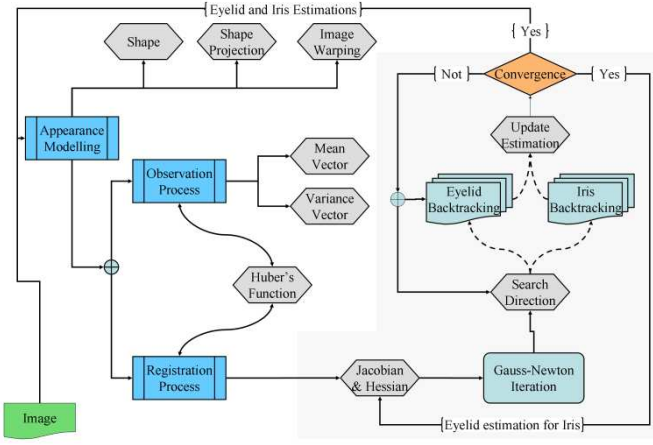 {Eyelid and Iris Estimations}
{ Yes }
Shape
Shape
Projection
Image
Warping
{ Not }
Convergence
{ Yes }
Appearance
Modelling
Update
Estimation
Mean
Vector
Observation
Process
Variance
Vector
Eyelid
Backtracking
Iris
Backtracking
Huber's
Function
Search
Direction
Registration
Process
Jacobian
& Hessian
Gauss-Newton
Iteration
Image
{Eyelid estimation for Iris}